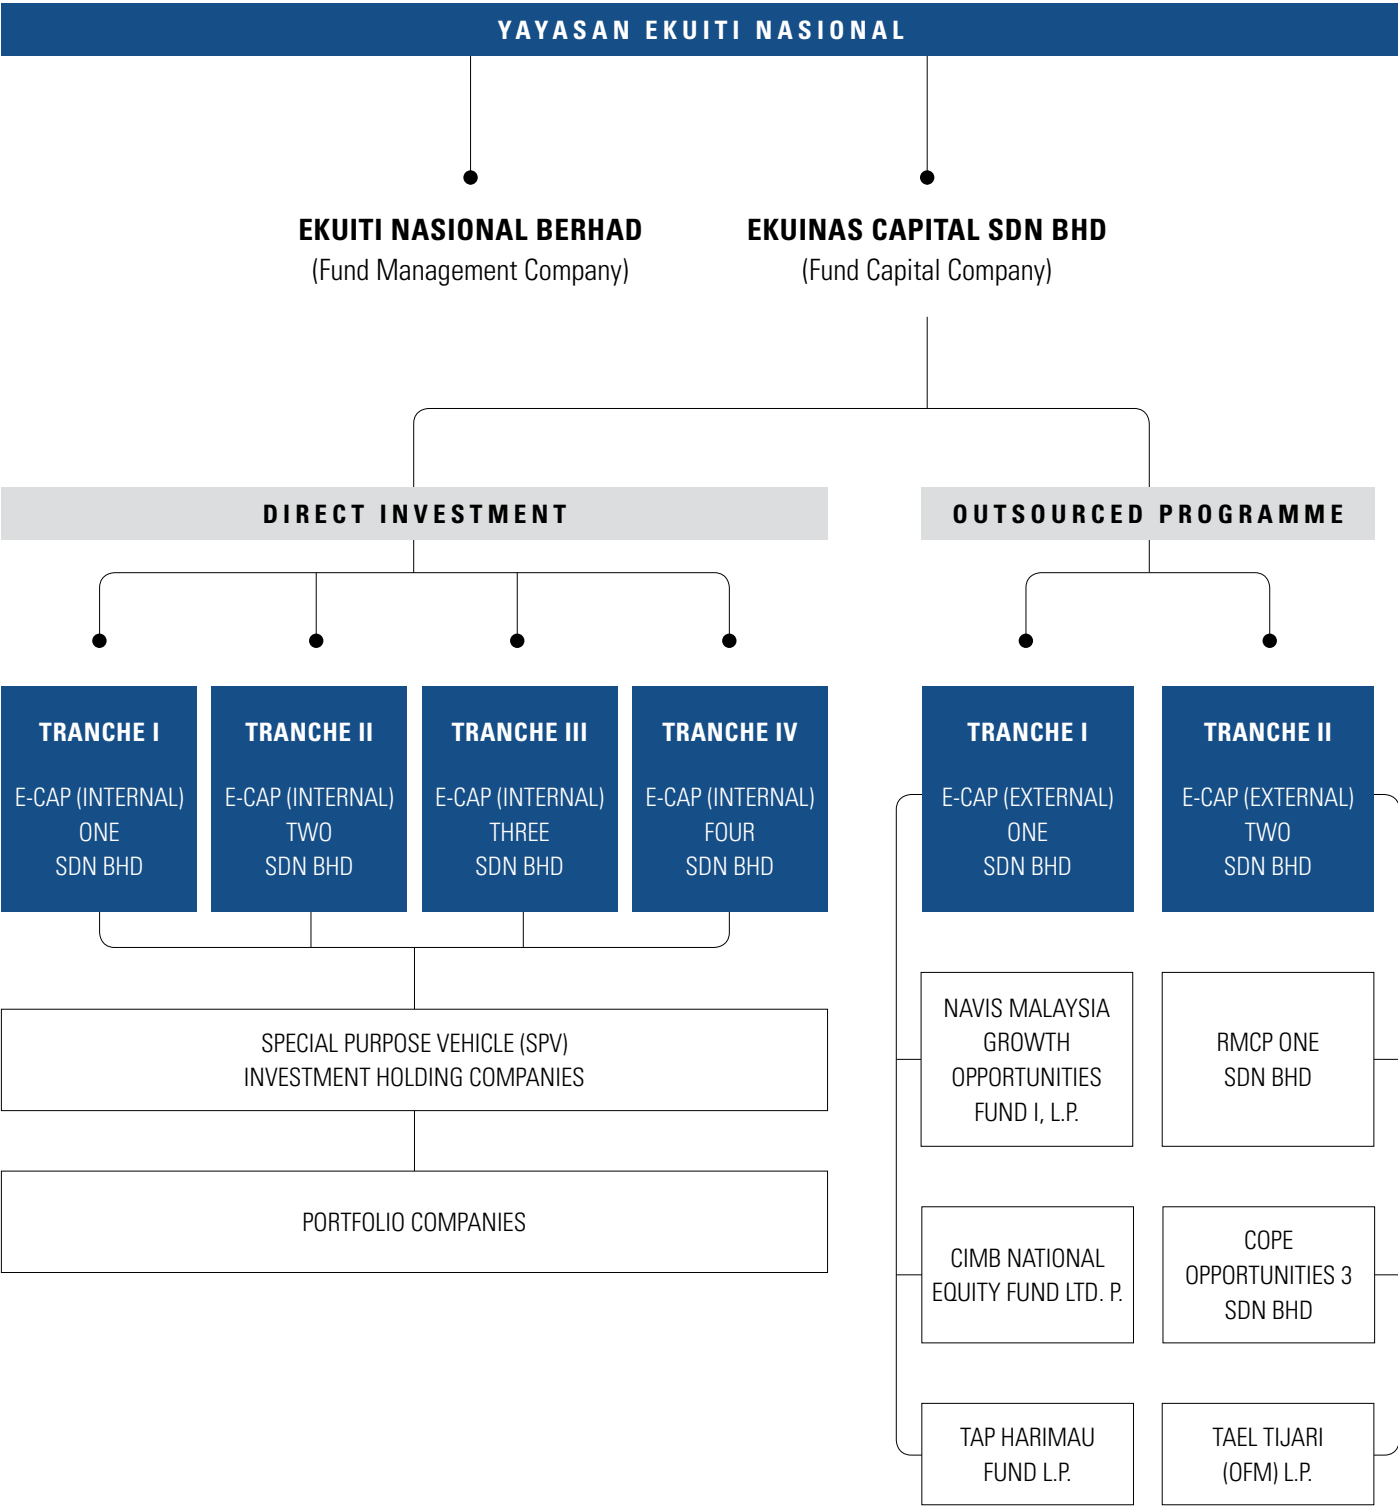 YAYASAN EKUITI NASIONAL
EKUITI NASIONAL BERHAD
(Fund Management Company)
EKUINAS CAPITAL SDN BHD
(Fund Capital Company)
DIRECT INVESTMENT
OUTSOURCED PROGRAMME
TRANCHE I
E-CAP (INTERNAL)
ONE
SDN BHD
TRANCHE II
E-CAP (INTERNAL)
TWO
SDN BHD
TRANCHE III
E-CAP (INTERNAL)
THREE
SDN BHD
TRANCHE IV
E-CAP (INTERNAL)
FOUR
SDN BHD
TRANCHE I
E-CAP (EXTERNAL)
ONE
SDN BHD
TRANCHE II
E-CAP (EXTERNAL)
TWO
SDN BHD
SPECIAL PURPOSE VEHICLE (SPV)
INVESTMENT HOLDING COMPANIES
PORTFOLIO COMPANIES
NAVIS MALAYSIA
GROWTH
OPPORTUNITIES
FUND I, L.P.
RMCP ONE
SDN BHD
CIMB NATIONAL
EQUITY FUND LTD. P.
COPE
OPPORTUNITIES 3
SDN BHD
TAP HARIMAU
FUND L.P.
TAEL TIJARI
(OFM) L.P.